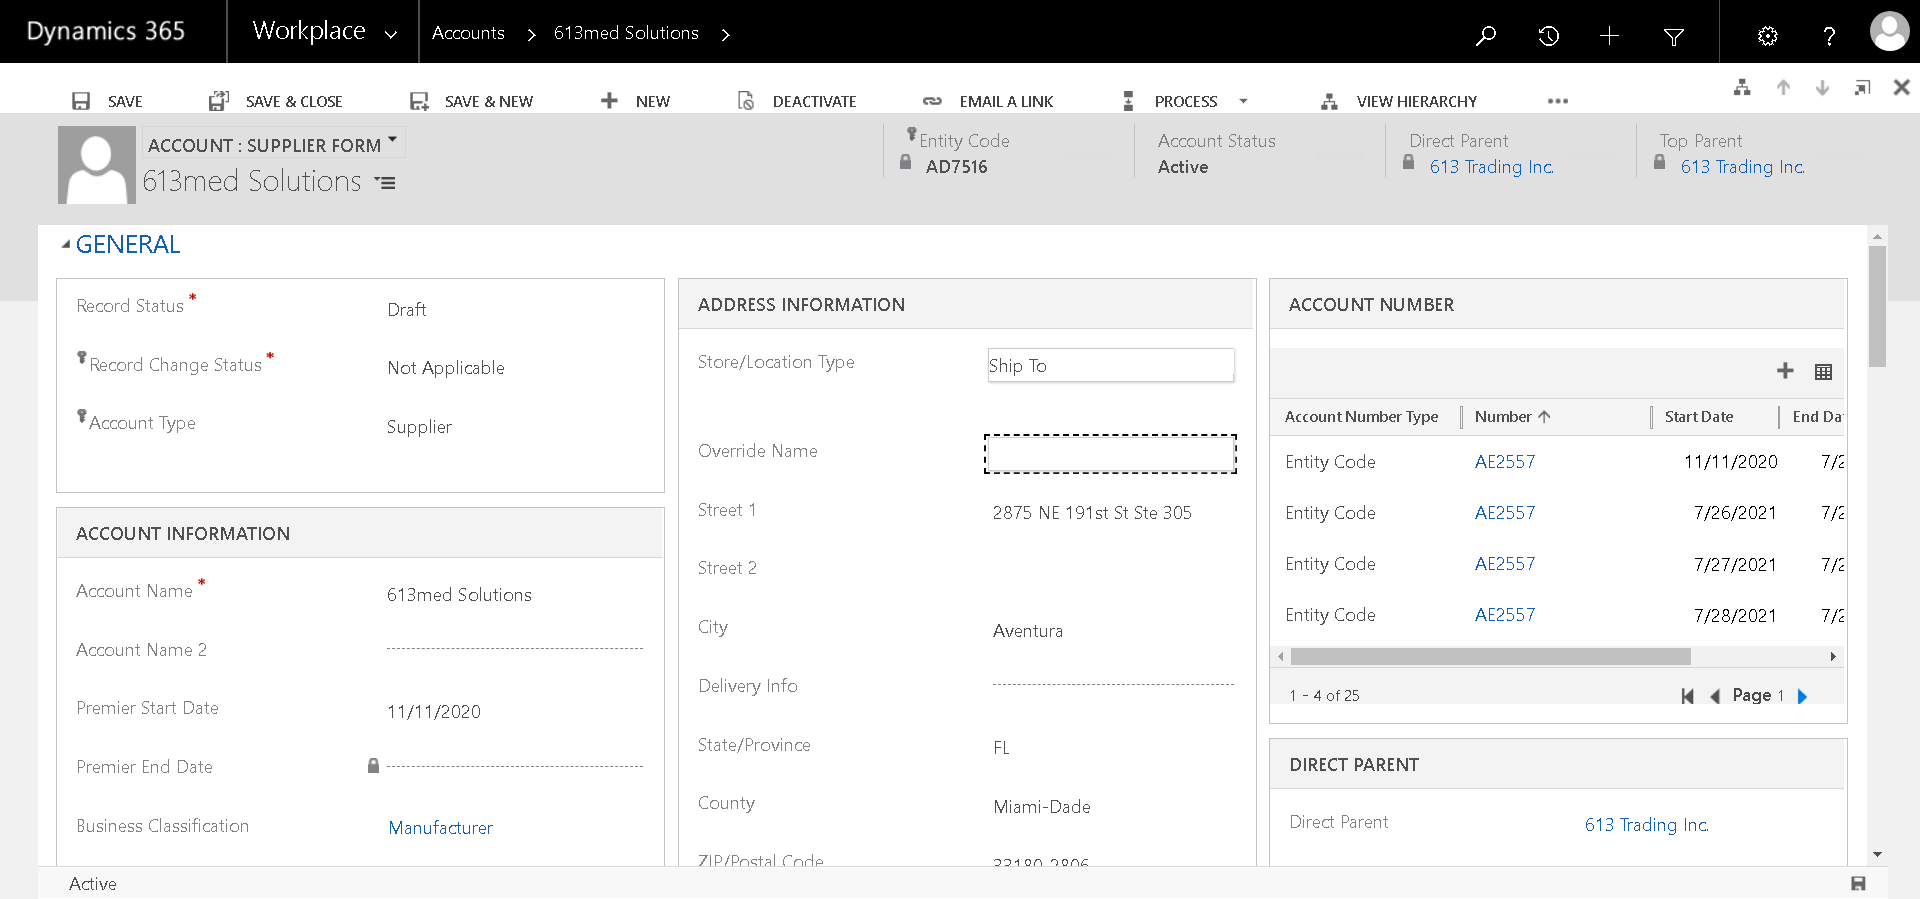 Dynamics 365
Workplace
Accounts
613med Solutions
SAVE
SAVE & CLOSE
SAVE & NEW
NEW
DEACTIVATE
EMAIL A LINK
PROCESS
VIEW HIERARCHY
ACCOUNT : SUPPLIER FORM
613med Solutions
Entity Code
AD7516
Account Status
Active
Direct Parent
613 Trading Inc.
Top Parent
613 Trading Inc.
GENERAL
Record Status *
Draft
Record Change Status *
Not Applicable
Account Type
Supplier
ACCOUNT INFORMATION
Account Name *
613med Solutions
Account Name 2
Premier Start Date
11/11/2020
Premier End Date
Business Classification
Manufacturer
ADDRESS INFORMATION
Store/Location Type
Ship To
Override Name
Street 1
2875 NE 191st St Ste 305
Street 2
City
Aventura
Delivery Info
State/Province
FL
County
Miami-Dade
ZIP/Postal Code
33180-2806
ACCOUNT NUMBER
Account Number Type Number Start Date End Da
Entity Code AE2557 11/11/2020 7/2
Entity Code AE2557 7/26/2021 7/2
Entity Code AE2557 7/27/2021 7/2
Entity Code AE2557 7/28/2021 7/2
1 - 4 of 25
Page 1
DIRECT PARENT
Direct Parent
613 Trading Inc.
Active